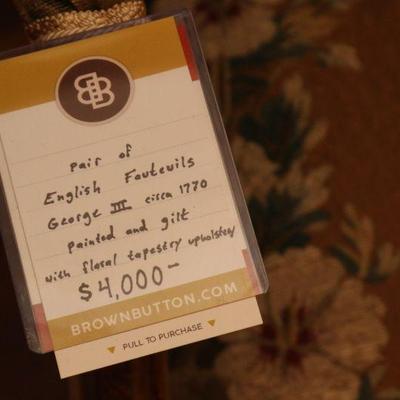 pair of
English Fauteuils
George III circa 1770
painted and gilt
with floral tapestry upholstery
$4,000-
BROWNBUTTON.COM
PULL TO PURCHASE